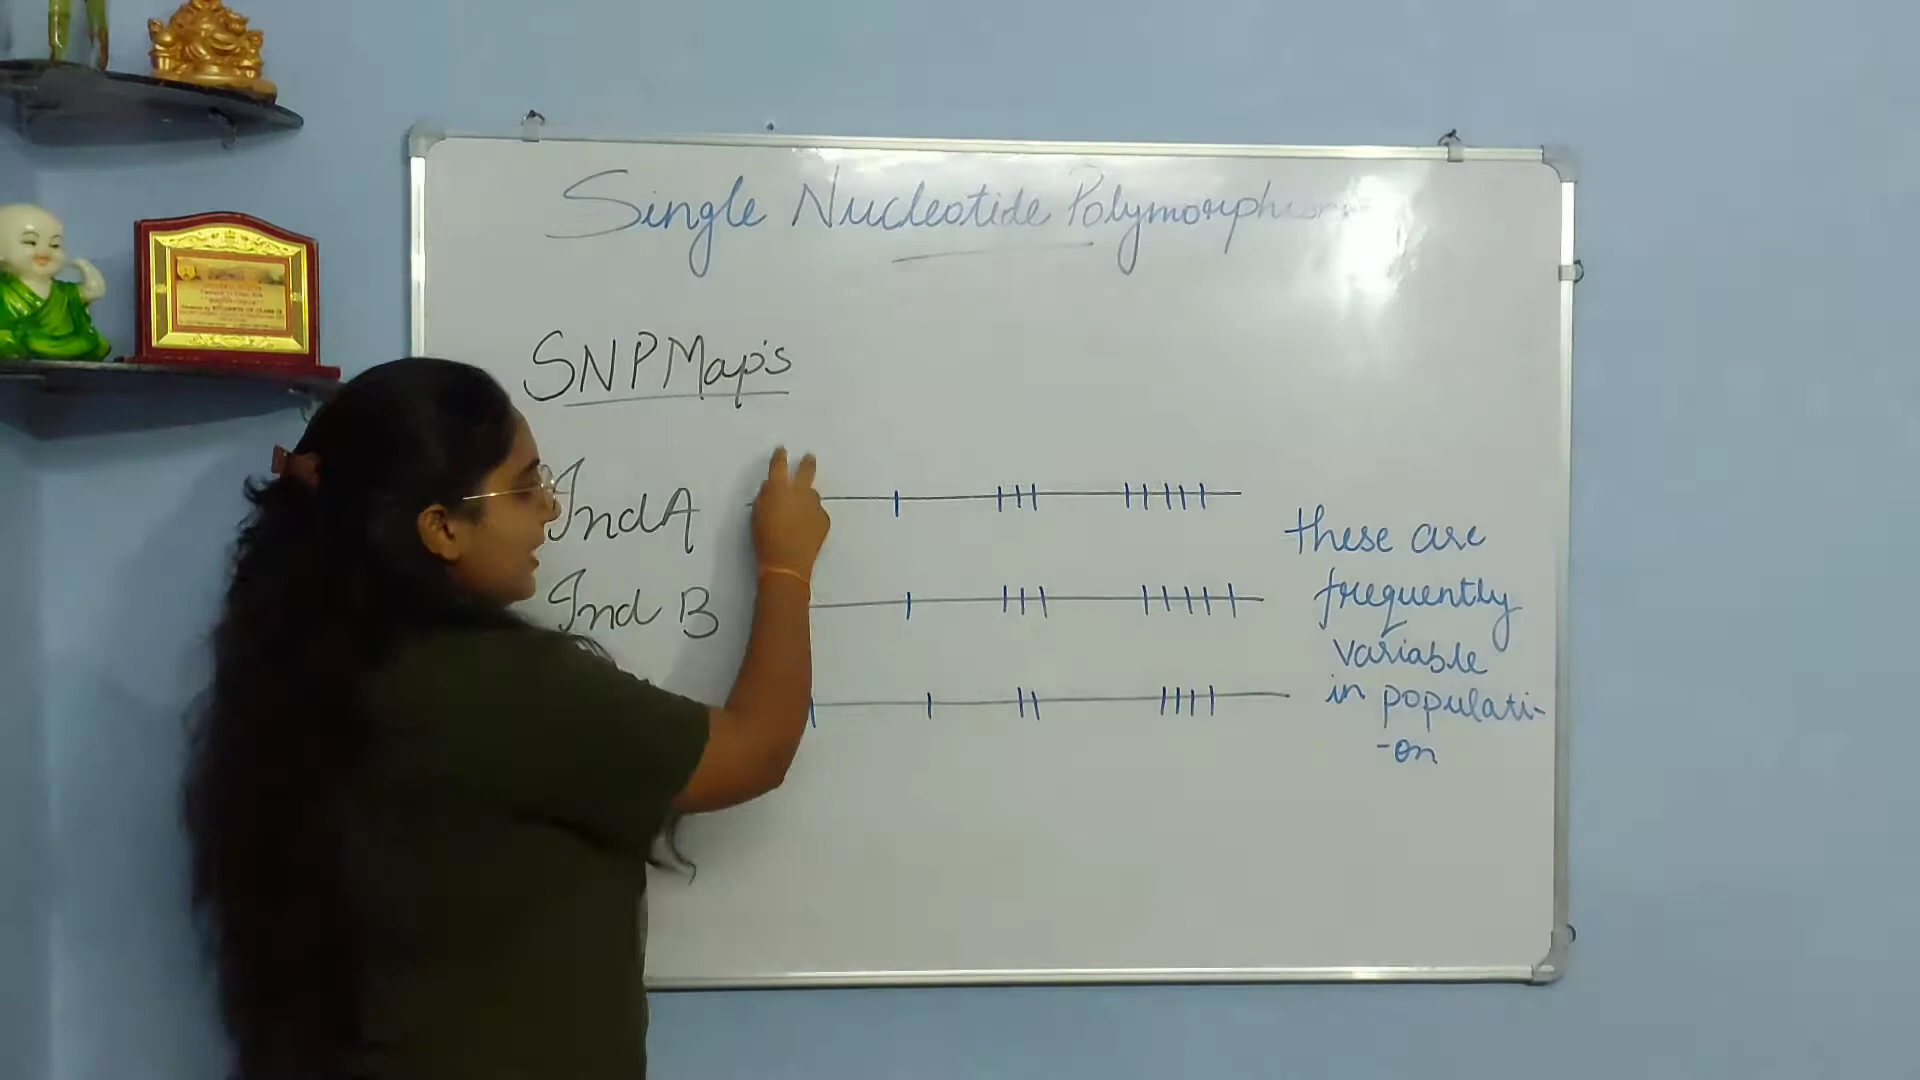 Single Nucleotide Polymorphism
SNP Map's
Ind A
Ind B
these are
frequently
variable
in populati-
-on